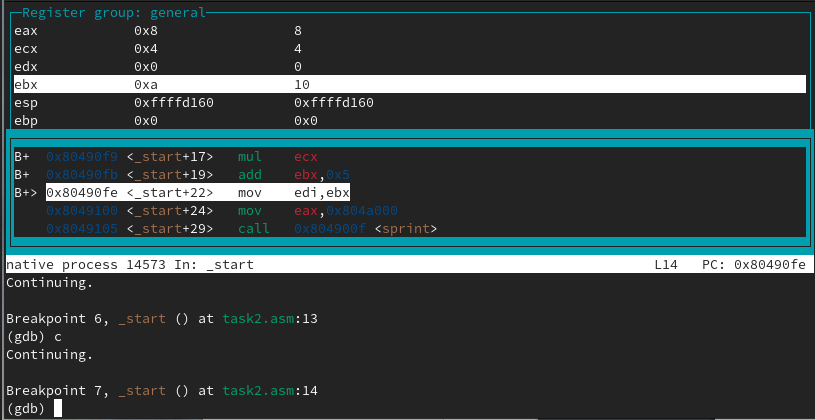 Register group: general
eax 0x8 8
ecx 0x4 4
edx 0x0 0
ebx 0xa 10
esp 0xffffd160 0xffffd160
ebp 0x0 0x0
B+ 0x80490f9 <_start+17> mul ecx
B+ 0x80490fb <_start+19> add ebx,0x5
B+> 0x80490fe <_start+22> mov edi,ebx
0x8049100 <_start+24> mov eax,0x804a000
0x8049105 <_start+29> call 0x804900f <sprint>
native process 14573 In: _start L14 PC: 0x80490fe
Continuing.
Breakpoint 6, _start () at task2.asm:13
(gdb) c
Continuing.
Breakpoint 7, _start () at task2.asm:14
(gdb)